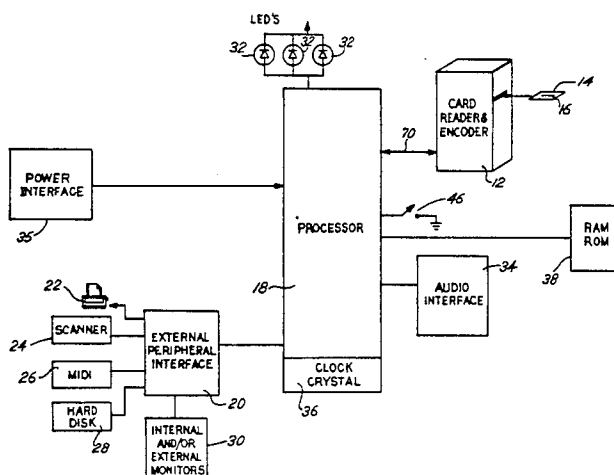 LED'S
32
32
32
14
16
CARD
READER &
ENCODER
12
70
POWER
INTERFACE
35
PROCESSOR
18
46
RAM
ROM
38
34
AUDIO
INTERFACE
22
SCANNER
24
MIDI
26
HARD
DISK
28
EXTERNAL
PERIPHERAL
INTERFACE
20
CLOCK
CRYSTAL
36
INTERNAL
AND/OR
EXTERNAL
MONITORS
30